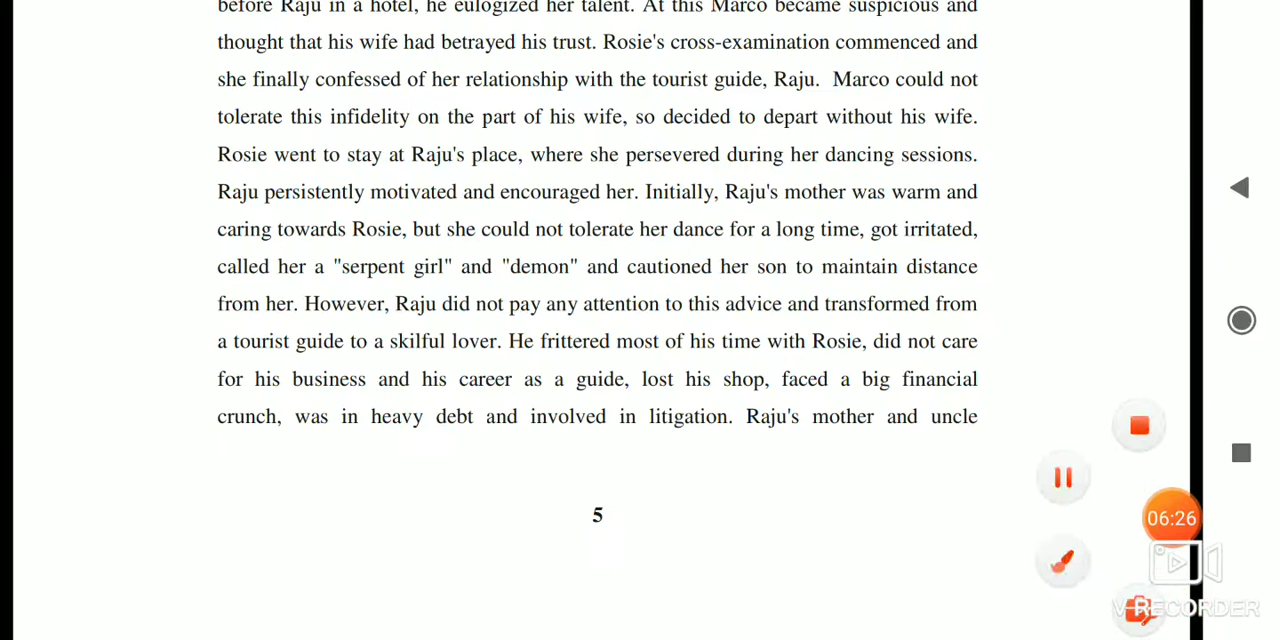 before Raju in a hotel, he eulogized her talent. At this Marco became suspicious and
thought that his wife had betrayed his trust. Rosie's cross-examination commenced and
she finally confessed of her relationship with the tourist guide, Raju.  Marco could not
tolerate this infidelity on the part of his wife, so decided to depart without his wife.
Rosie went to stay at Raju's place, where she persevered during her dancing sessions.
Raju persistently motivated and encouraged her. Initially, Raju's mother was warm and
caring towards Rosie, but she could not tolerate her dance for a long time, got irritated,
called her a "serpent girl" and "demon" and cautioned her son to maintain distance
from her. However, Raju did not pay any attention to this advice and transformed from
a tourist guide to a skilful lover. He frittered most of his time with Rosie, did not care
for his business and his career as a guide, lost his shop, faced a big financial
crunch, was in heavy debt and involved in litigation. Raju's mother and uncle
5
06:26
V-RECORDER